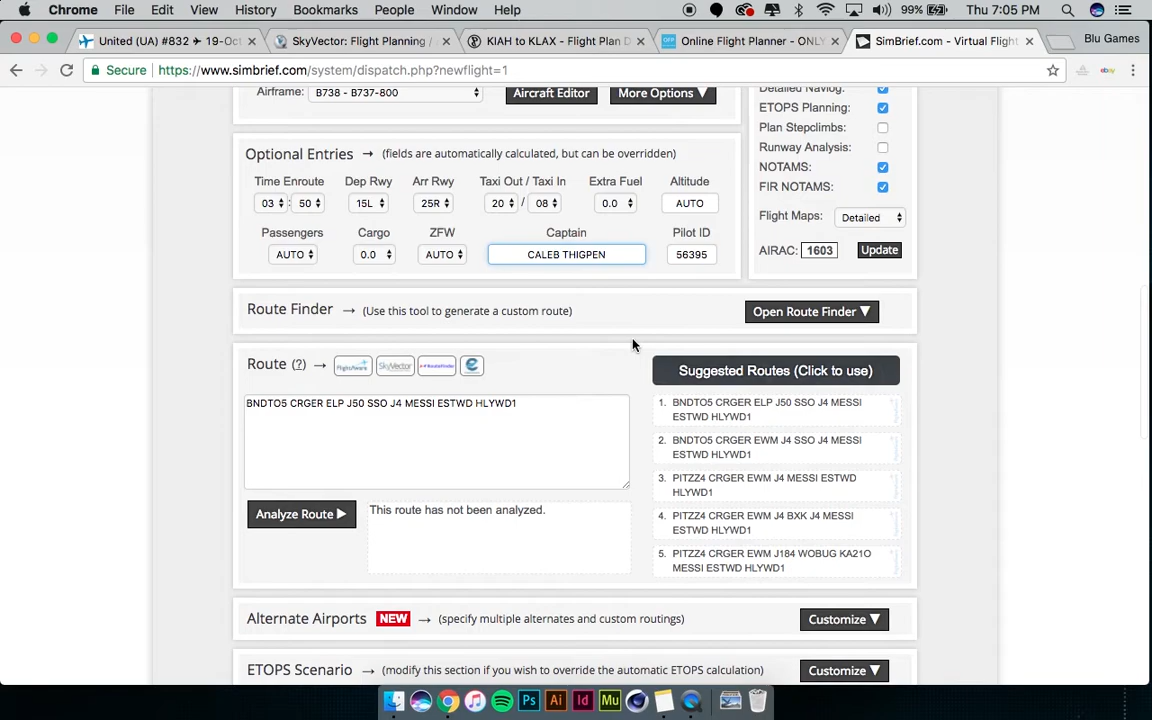 Chrome File Edit View History Bookmarks People Window Help 99% Thu 7:05 PM
United (UA) #832 ✈ 19-Oct SkyVector: Flight Planning / KIAH to KLAX - Flight Plan D Online Flight Planner - ONLY SimBrief.com - Virtual Flight Blu Games
Secure https://www.simbrief.com/system/dispatch.php?newflight=1
Airframe: B738 - B737-800 Aircraft Editor More Options ▼
Detailed Navlog:
ETOPS Planning:
Plan Stepclimbs:
Runway Analysis:
NOTAMS:
FIR NOTAMS:
Flight Maps: Detailed
AIRAC: 1603 Update
Optional Entries → (fields are automatically calculated, but can be overridden)
Time Enroute Dep Rwy Arr Rwy Taxi Out / Taxi In Extra Fuel Altitude
03 : 50 15L 25R 20 / 08 0.0 AUTO
Passengers Cargo ZFW Captain Pilot ID
AUTO 0.0 AUTO CALEB THIGPEN 56395
Route Finder → (Use this tool to generate a custom route) Open Route Finder ▼
Route (?) → FlightAware SkyVector RouteFinder
Suggested Routes (Click to use)
BNDTO5 CRGER ELP J50 SSO J4 MESSI ESTWD HLYWD1
1. BNDTO5 CRGER ELP J50 SSO J4 MESSI
ESTWD HLYWD1
2. BNDTO5 CRGER EWM J4 SSO J4 MESSI
ESTWD HLYWD1
3. PITZZ4 CRGER EWM J4 MESSI ESTWD
HLYWD1
4. PITZZ4 CRGER EWM J4 BXK J4 MESSI
ESTWD HLYWD1
5. PITZZ4 CRGER EWM J184 WOBUG KA21O
MESSI ESTWD HLYWD1
Analyze Route ▶ This route has not been analyzed.
Alternate Airports NEW → (specify multiple alternates and custom routings) Customize ▼
ETOPS Scenario → (modify this section if you wish to override the automatic ETOPS calculation) Customize ▼
Ps Ai Id Mu